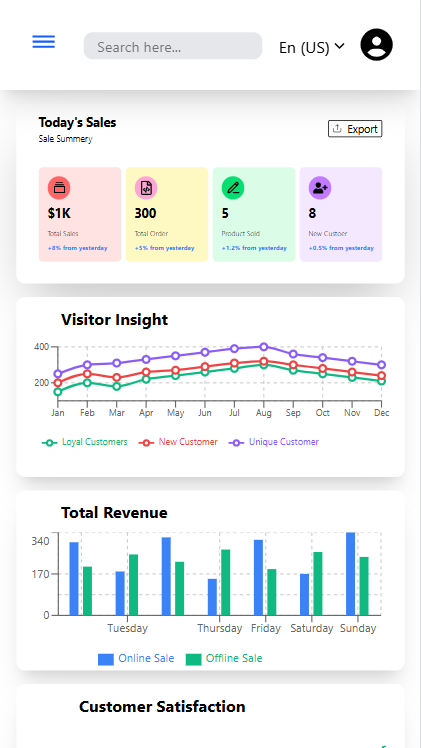 Search here...
En (US)
Today's Sales
Sale Summery
Export
$1K
300
5
8
Total Sales
Total Order
Product Sold
New Custoer
+8% from yesterday
+5% from yesterday
+1.2% from yesterday
+0.5% from yesterday
Visitor Insight
400
200
Jan Feb Mar Apr May Jun Jul Aug Sep Oct Nov Dec
Loyal Customers New Customer Unique Customer
Total Revenue
340
170
0
Tuesday Thursday Friday Saturday Sunday
Online Sale Offline Sale
Customer Satisfaction